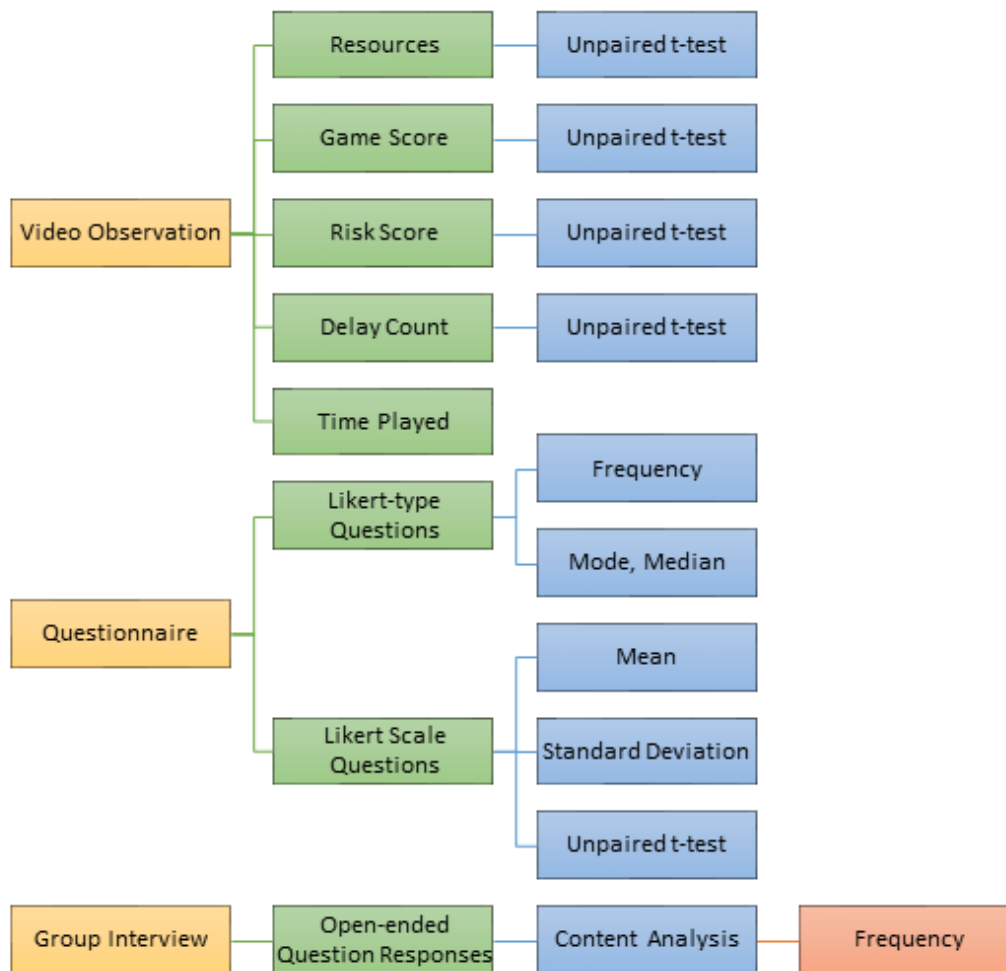 Resources
Unpaired t-test
Game Score
Unpaired t-test
Video Observation
Risk Score
Unpaired t-test
Delay Count
Unpaired t-test
Time Played
Likert-type
Questions
Frequency
Mode, Median
Questionnaire
Likert Scale
Questions
Mean
Standard Deviation
Unpaired t-test
Group Interview
Open-ended
Question Responses
Content Analysis
Frequency